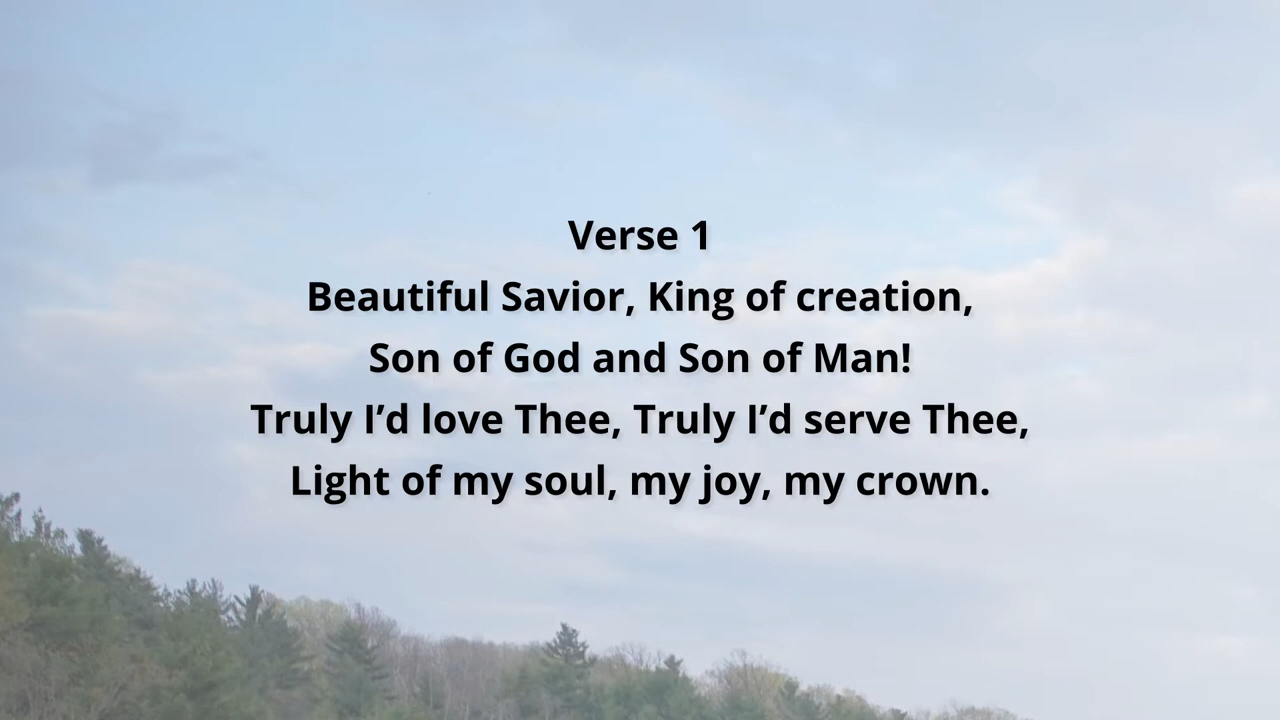 Verse 1
Beautiful Savior, King of creation,
Son of God and Son of Man!
Truly I’d love Thee, Truly I’d serve Thee,
Light of my soul, my joy, my crown.